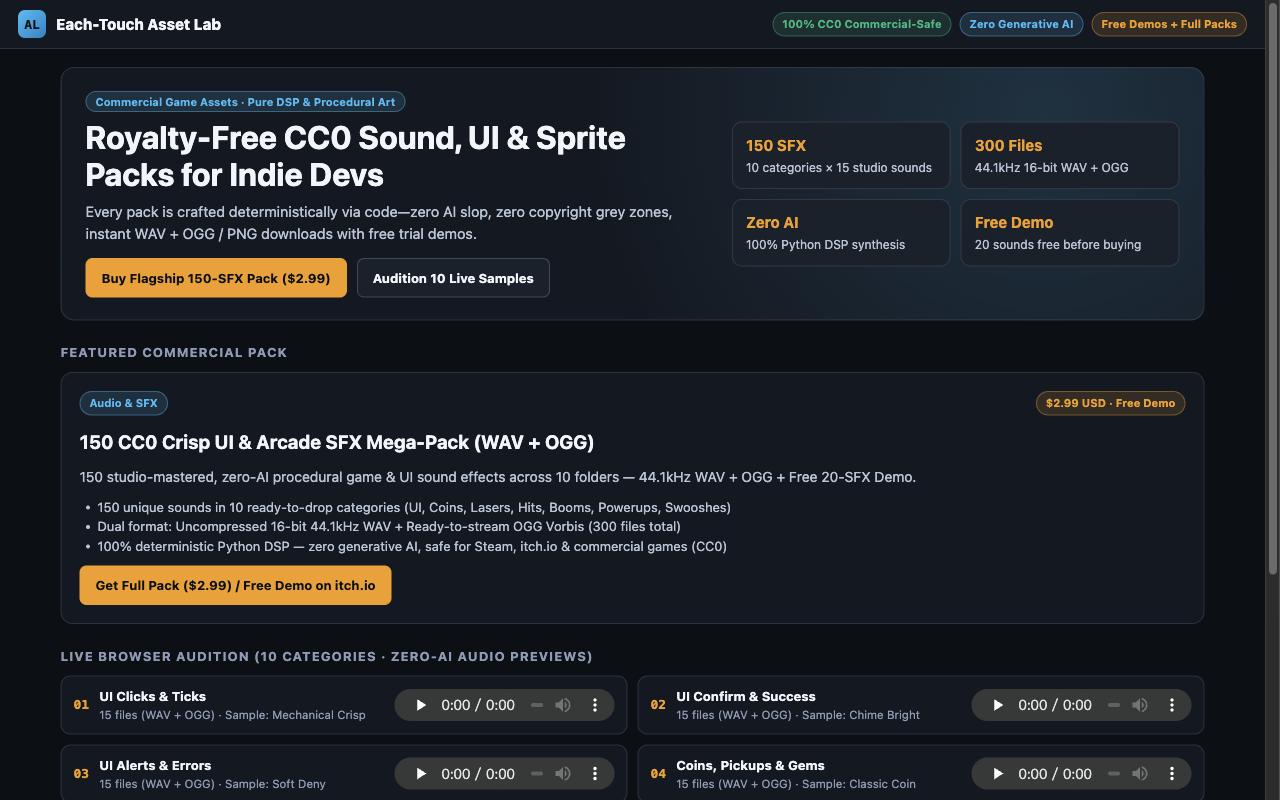 AL Each-Touch Asset Lab
100% CC0 Commercial-Safe
Zero Generative AI
Free Demos + Full Packs
Commercial Game Assets · Pure DSP & Procedural Art
Royalty-Free CC0 Sound, UI & Sprite
Packs for Indie Devs
Every pack is crafted deterministically via code—zero AI slop, zero copyright grey zones,
instant WAV + OGG / PNG downloads with free trial demos.
Buy Flagship 150-SFX Pack ($2.99)
Audition 10 Live Samples
150 SFX
10 categories × 15 studio sounds
300 Files
44.1kHz 16-bit WAV + OGG
Zero AI
100% Python DSP synthesis
Free Demo
20 sounds free before buying
FEATURED COMMERCIAL PACK
Audio & SFX
$2.99 USD · Free Demo
150 CC0 Crisp UI & Arcade SFX Mega-Pack (WAV + OGG)
150 studio-mastered, zero-AI procedural game & UI sound effects across 10 folders — 44.1kHz WAV + OGG + Free 20-SFX Demo.
• 150 unique sounds in 10 ready-to-drop categories (UI, Coins, Lasers, Hits, Booms, Powerups, Swooshes)
• Dual format: Uncompressed 16-bit 44.1kHz WAV + Ready-to-stream OGG Vorbis (300 files total)
• 100% deterministic Python DSP — zero generative AI, safe for Steam, itch.io & commercial games (CC0)
Get Full Pack ($2.99) / Free Demo on itch.io
LIVE BROWSER AUDITION (10 CATEGORIES · ZERO-AI AUDIO PREVIEWS)
01
UI Clicks & Ticks
15 files (WAV + OGG) · Sample: Mechanical Crisp
0:00 / 0:00
02
UI Confirm & Success
15 files (WAV + OGG) · Sample: Chime Bright
0:00 / 0:00
03
UI Alerts & Errors
15 files (WAV + OGG) · Sample: Soft Deny
0:00 / 0:00
04
Coins, Pickups & Gems
15 files (WAV + OGG) · Sample: Classic Coin
0:00 / 0:00